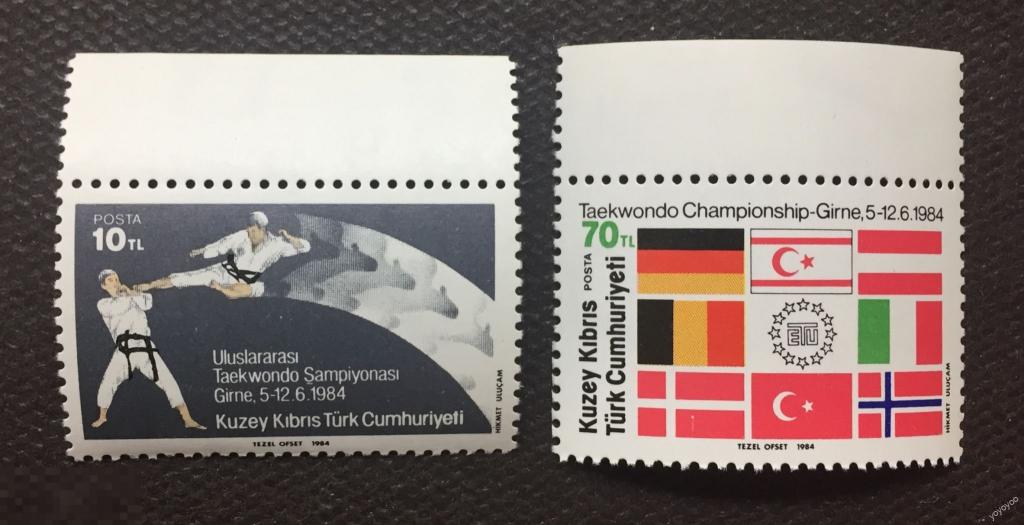 POSTA
10TL
Uluslararası
Taekwondo Şampiyonası
Girne, 5-12.6.1984
Kuzey Kıbrıs Türk Cumhuriyeti
HİKMET ULUÇAM
TEZEL OFSET 1984
Taekwondo Championship-Girne, 5-12.6.1984
70TL
POSTA
Kuzey Kıbrıs
Türk Cumhuriyeti
ETU
HİKMET ULUÇAM
TEZEL OFSET 1984
yoyoyoo